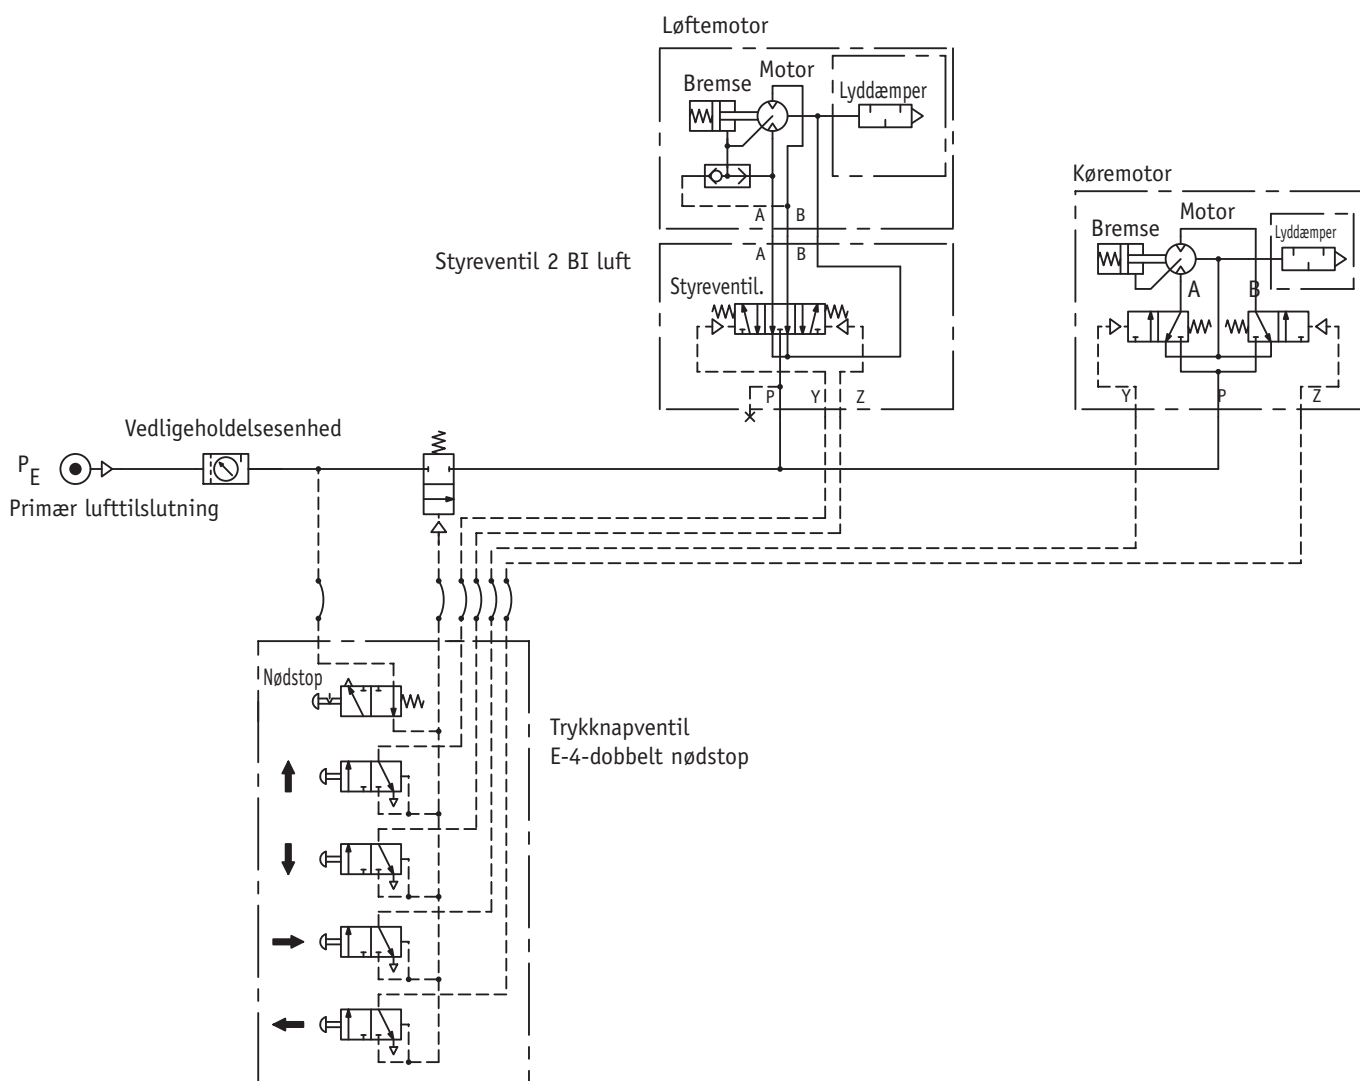 Løftemotor
Motor
Bremse
Lyddæmper
A B
Køremotor
Motor
Bremse
Lyddæmper
A B
Styreventil 2 BI luft
A B
Styreventil.
P Y Z
Y P Z
Vedligeholdelsesenhed
PE
Primær lufttilslutning
Nødstop
Trykknapventil
E-4-dobbelt nødstop